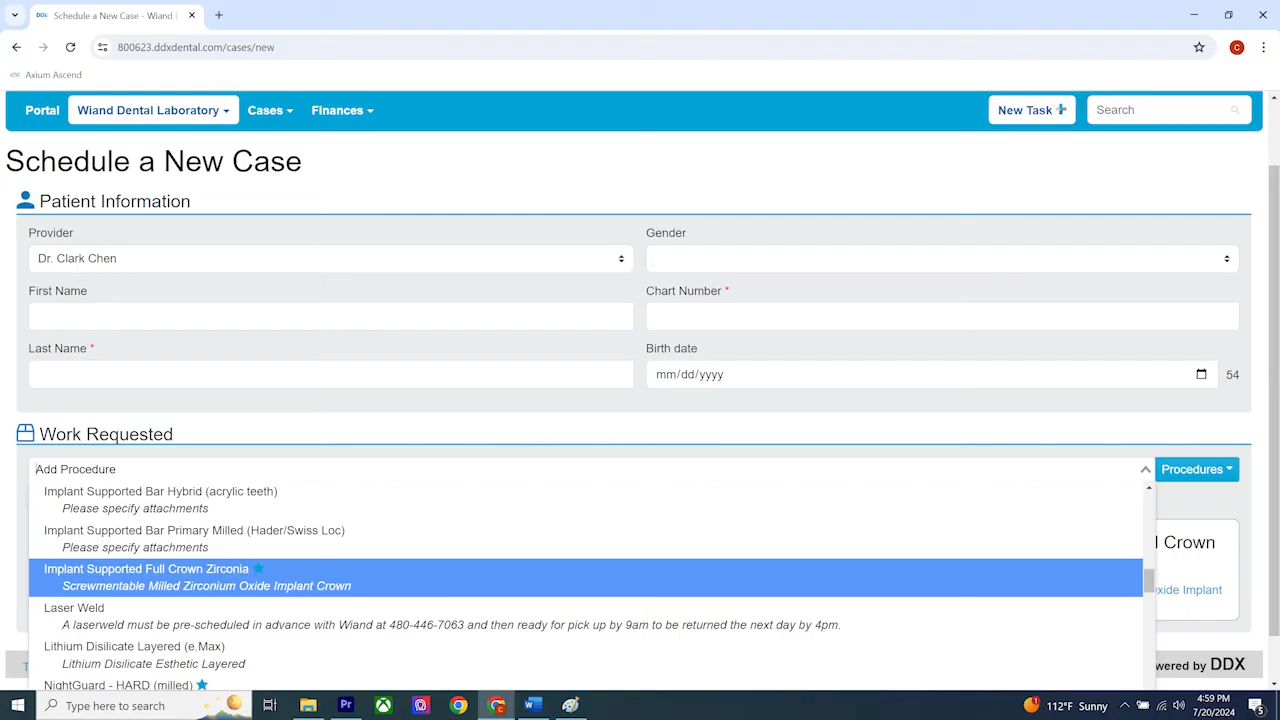 DDX Schedule a New Case - Wiand
800623.ddxdental.com/cases/new
C
Axium Ascend
Portal Wiand Dental Laboratory Cases Finances New Task Search
Schedule a New Case
Patient Information
Provider Gender
Dr. Clark Chen
First Name Chart Number *
Last Name * Birth date
mm/dd/yyyy 54
Work Requested
Add Procedure Procedures
Implant Supported Bar Hybrid (acrylic teeth)
Please specify attachments
Implant Supported Bar Primary Milled (Hader/Swiss Loc)
Please specify attachments
l Crown
Implant Supported Full Crown Zirconia
Screwmentable Milled Zirconium Oxide Implant Crown
xide Implant
Laser Weld
A laserweld must be pre-scheduled in advance with Wiand at 480-446-7063 and then ready for pick up by 9am to be returned the next day by 4pm.
Lithium Disilicate Layered (e.Max)
Lithium Disilicate Esthetic Layered
T wered by DDX
NightGuard - HARD (milled)
Type here to search Pr 112°F Sunny 4:59 PM
7/20/2024 5